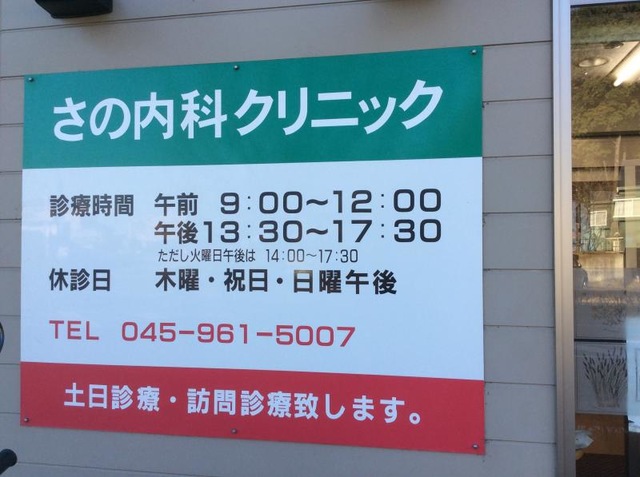 さの内科クリニック
診療時間 午前 9:00〜12:00
午後13:30〜17:30
ただし火曜日午後は 14:00〜17:30
休診日 木曜・祝日・日曜午後
TEL 045-961-5007
土日診療・訪問診療致します。